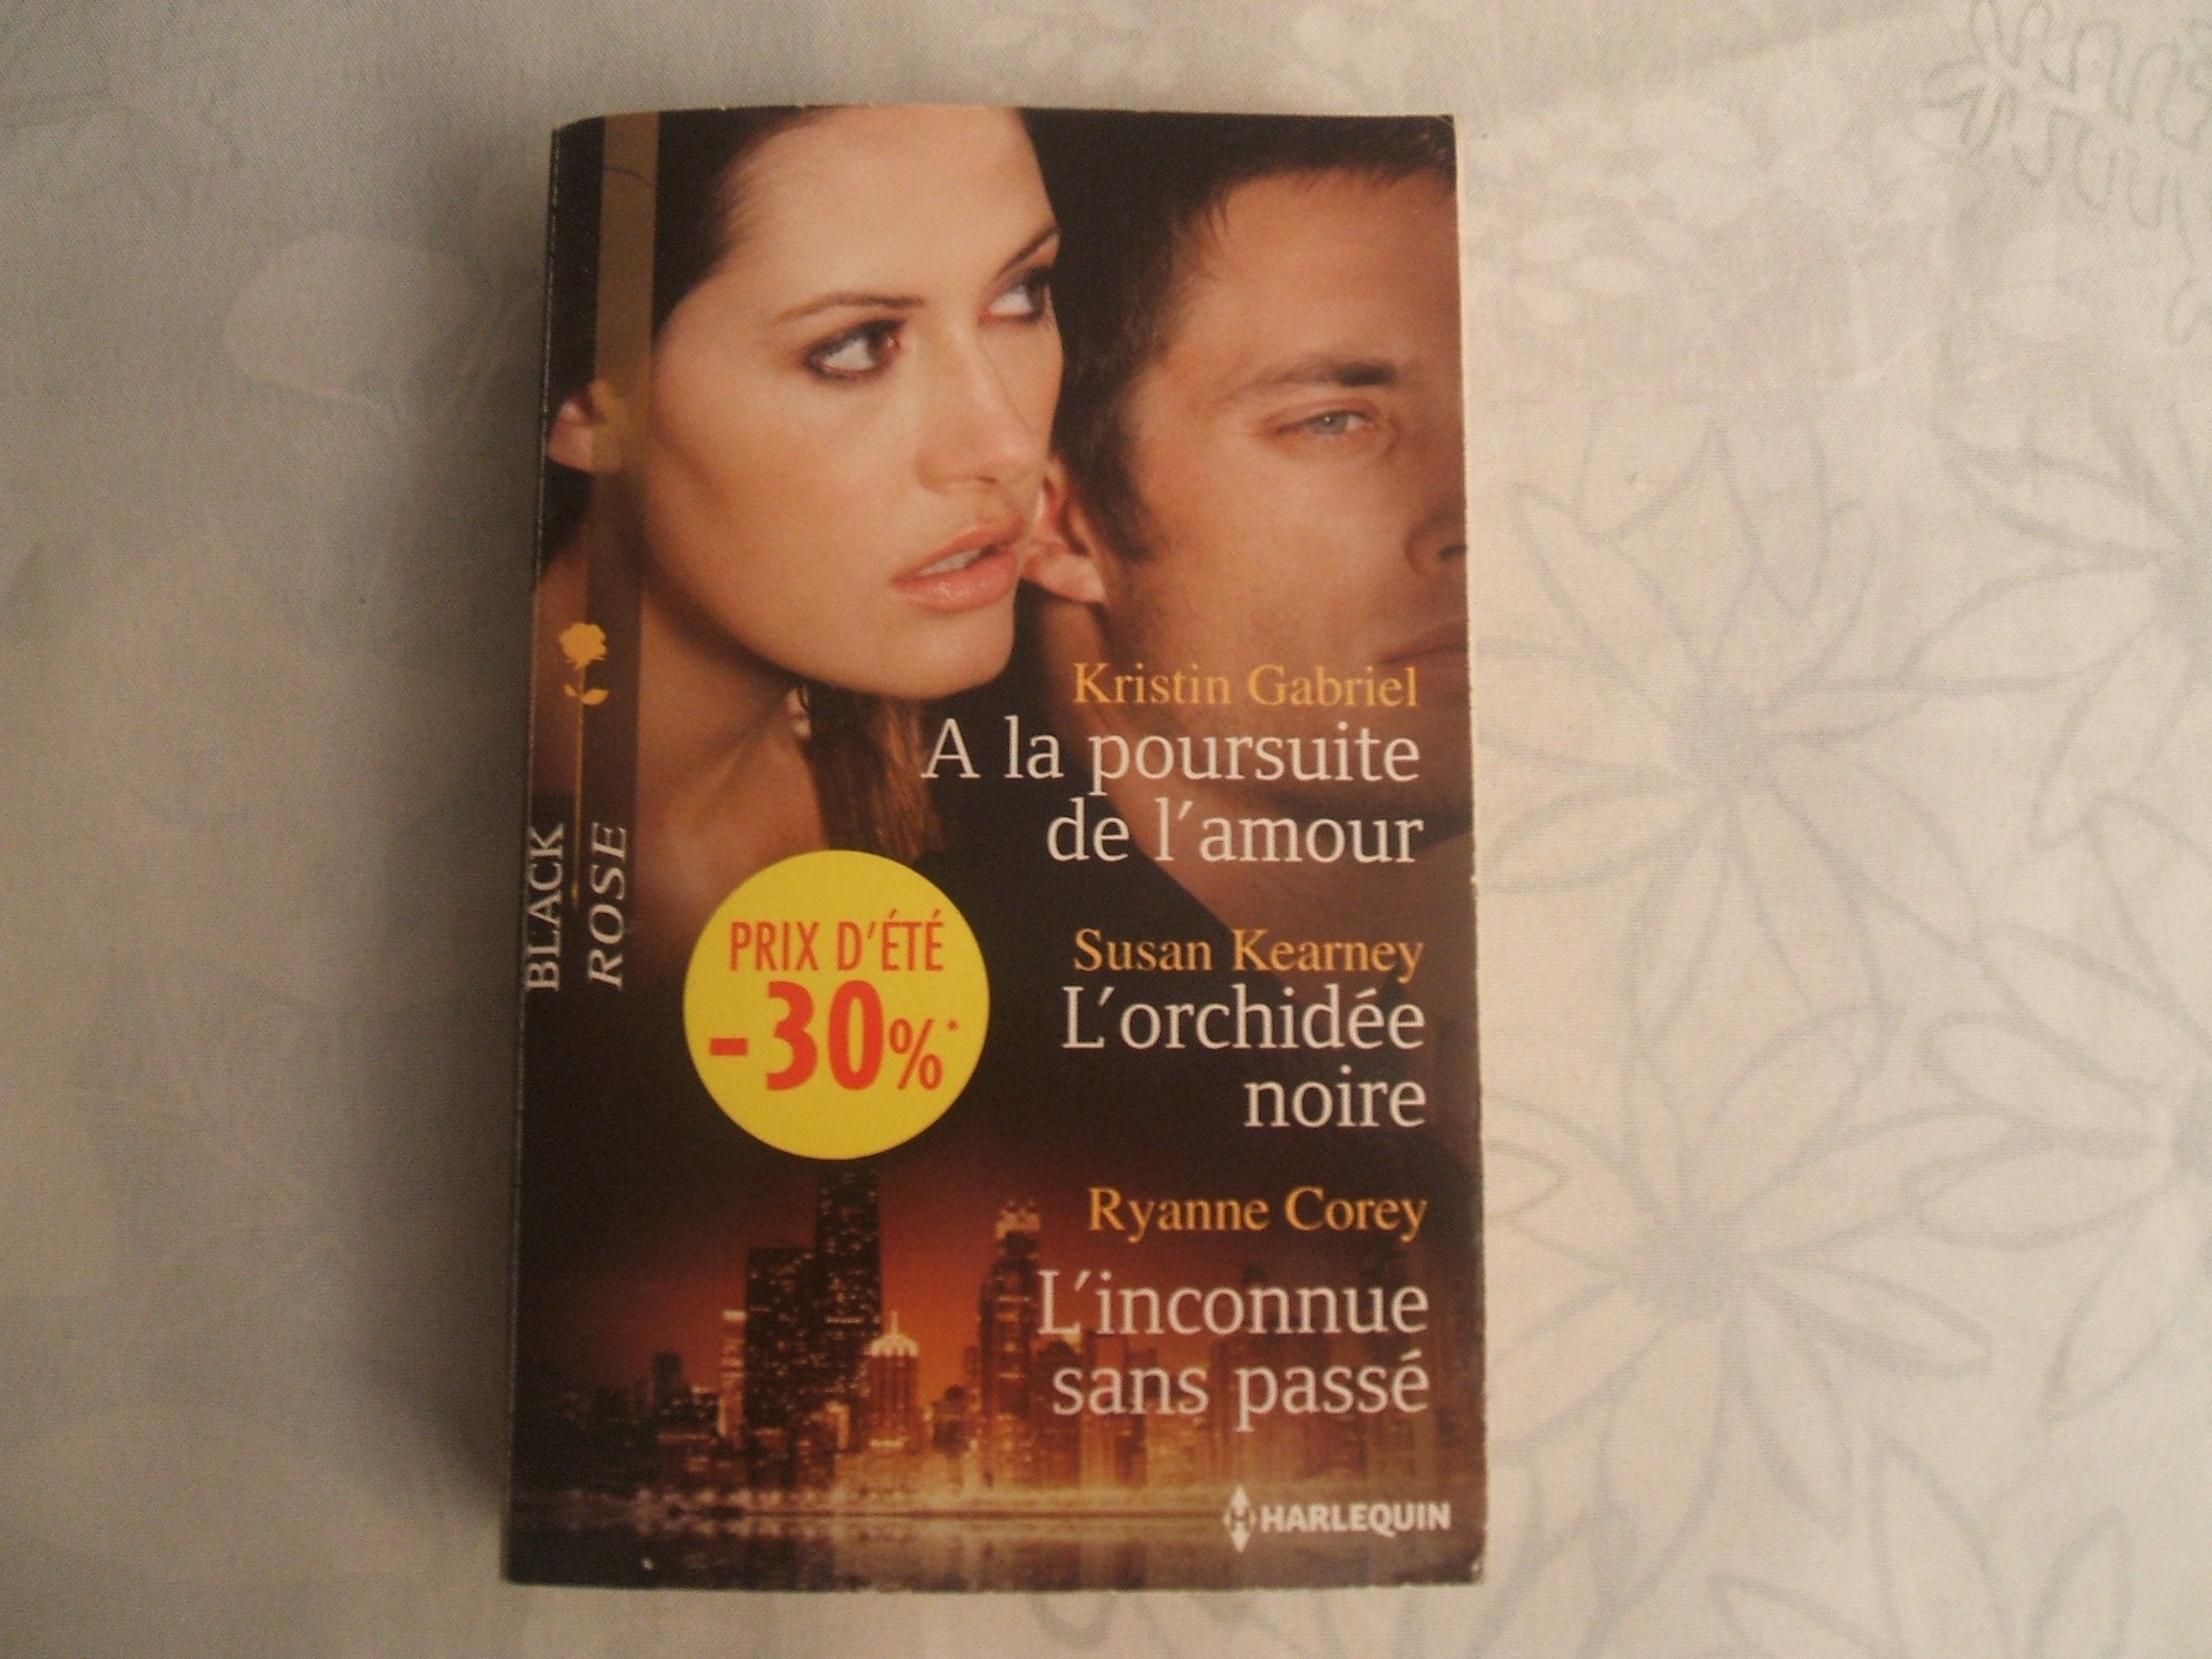 Kristin Gabriel
A la poursuite
de l'amour
BLACK
ROSE
PRIX D'ÉTÉ
-30%*
Susan Kearney
L'orchidée
noire
Ryanne Corey
L'inconnue
sans passé
H HARLEQUIN